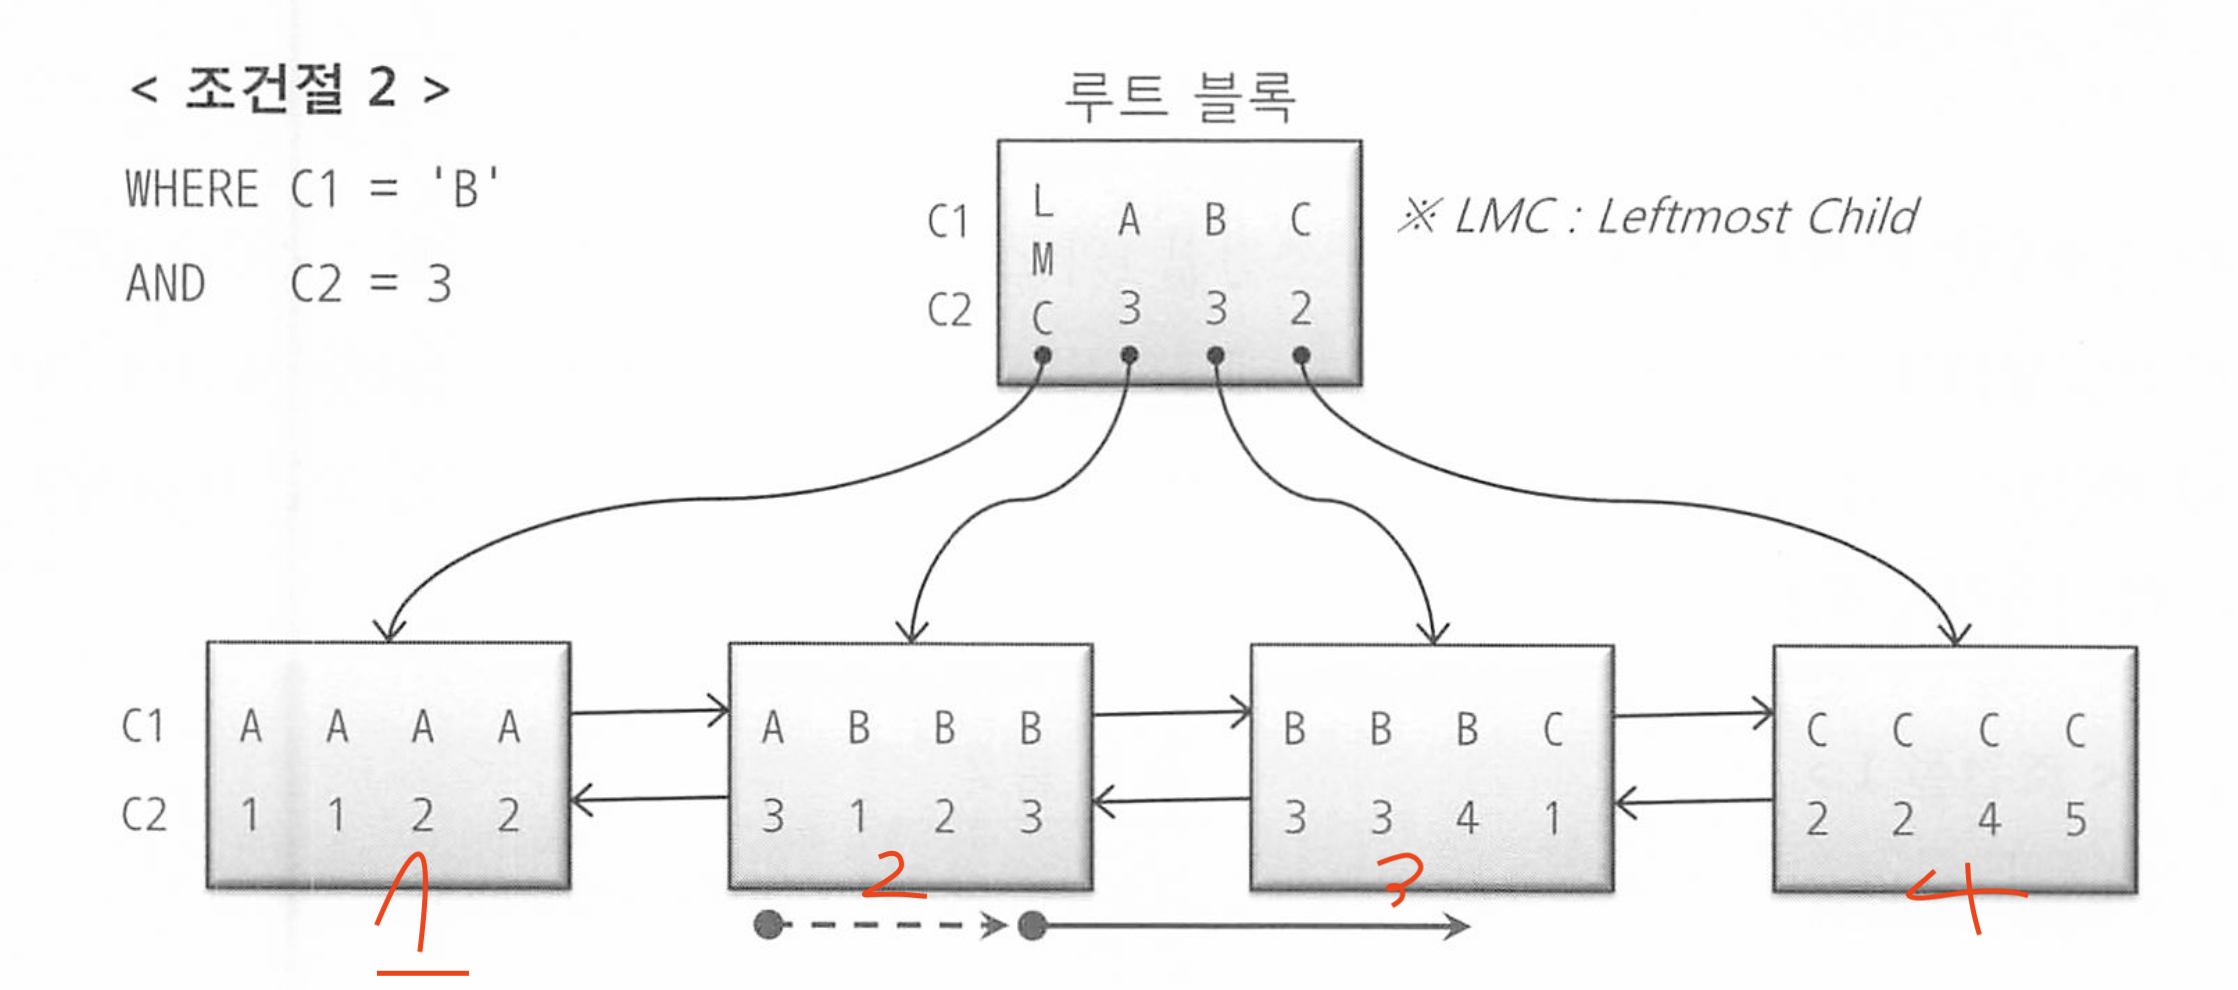 < 조건절 2 >
WHERE C1 = 'B'
AND C2 = 3
루트 블록
※ LMC : Leftmost Child
L
M
C
C1 A B C
C2 3 3 2
C1 A A A A A B B B B B B C C C C C
C2 1 1 2 2 3 1 2 3 3 3 4 1 2 2 4 5
1 2 3 4